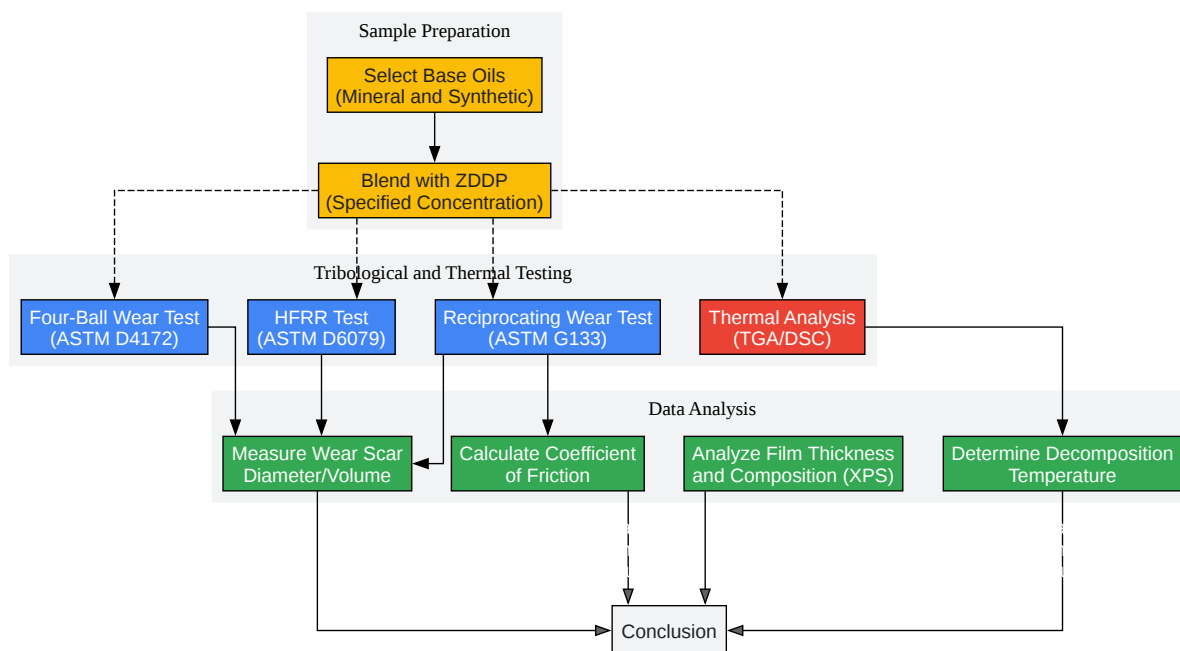 Sample Preparation
Select Base Oils
(Mineral and Synthetic)
Blend with ZDDP
(Specified Concentration)
Tribological and Thermal Testing
Four-Ball Wear Test
(ASTM D4172)
HFRR Test
(ASTM D6079)
Reciprocating Wear Test
(ASTM G133)
Thermal Analysis
(TGA/DSC)
Data Analysis
Measure Wear Scar
Diameter/Volume
Calculate Coefficient
of Friction
Analyze Film Thickness
and Composition (XPS)
Determine Decomposition
Temperature
Conclusion